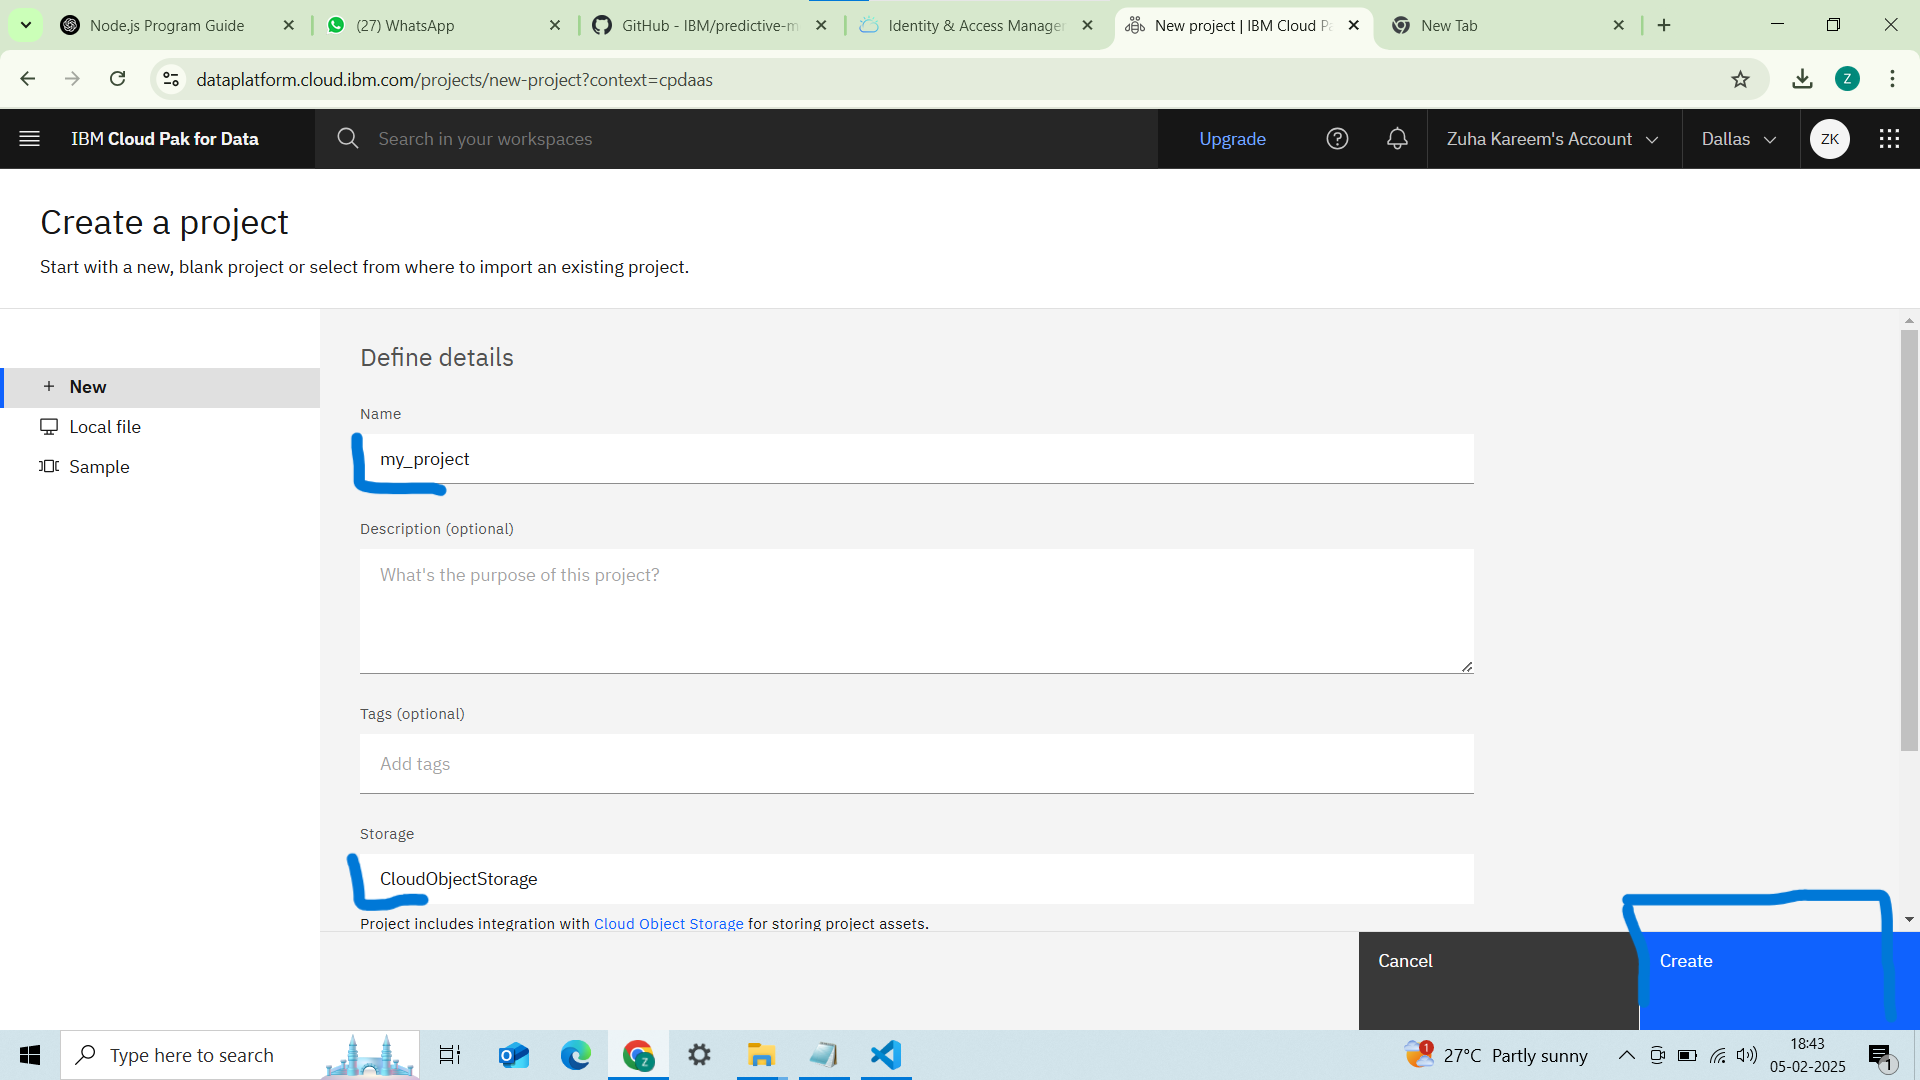 Node.js Program Guide
(27) WhatsApp
GitHub - IBM/predictive-m
Identity & Access Manager
New project | IBM Cloud Pa
New Tab
dataplatform.cloud.ibm.com/projects/new-project?context=cpdaas
Z
IBM Cloud Pak for Data
Search in your workspaces
Upgrade
Zuha Kareem's Account
Dallas
ZK
Create a project
Start with a new, blank project or select from where to import an existing project.
New
Local file
Sample
Define details
Name
my_project
Description (optional)
What's the purpose of this project?
Tags (optional)
Add tags
Storage
CloudObjectStorage
Project includes integration with Cloud Object Storage for storing project assets.
Cancel
Create
Type here to search
Z
1
27°C Partly sunny
18:43
05-02-2025
1